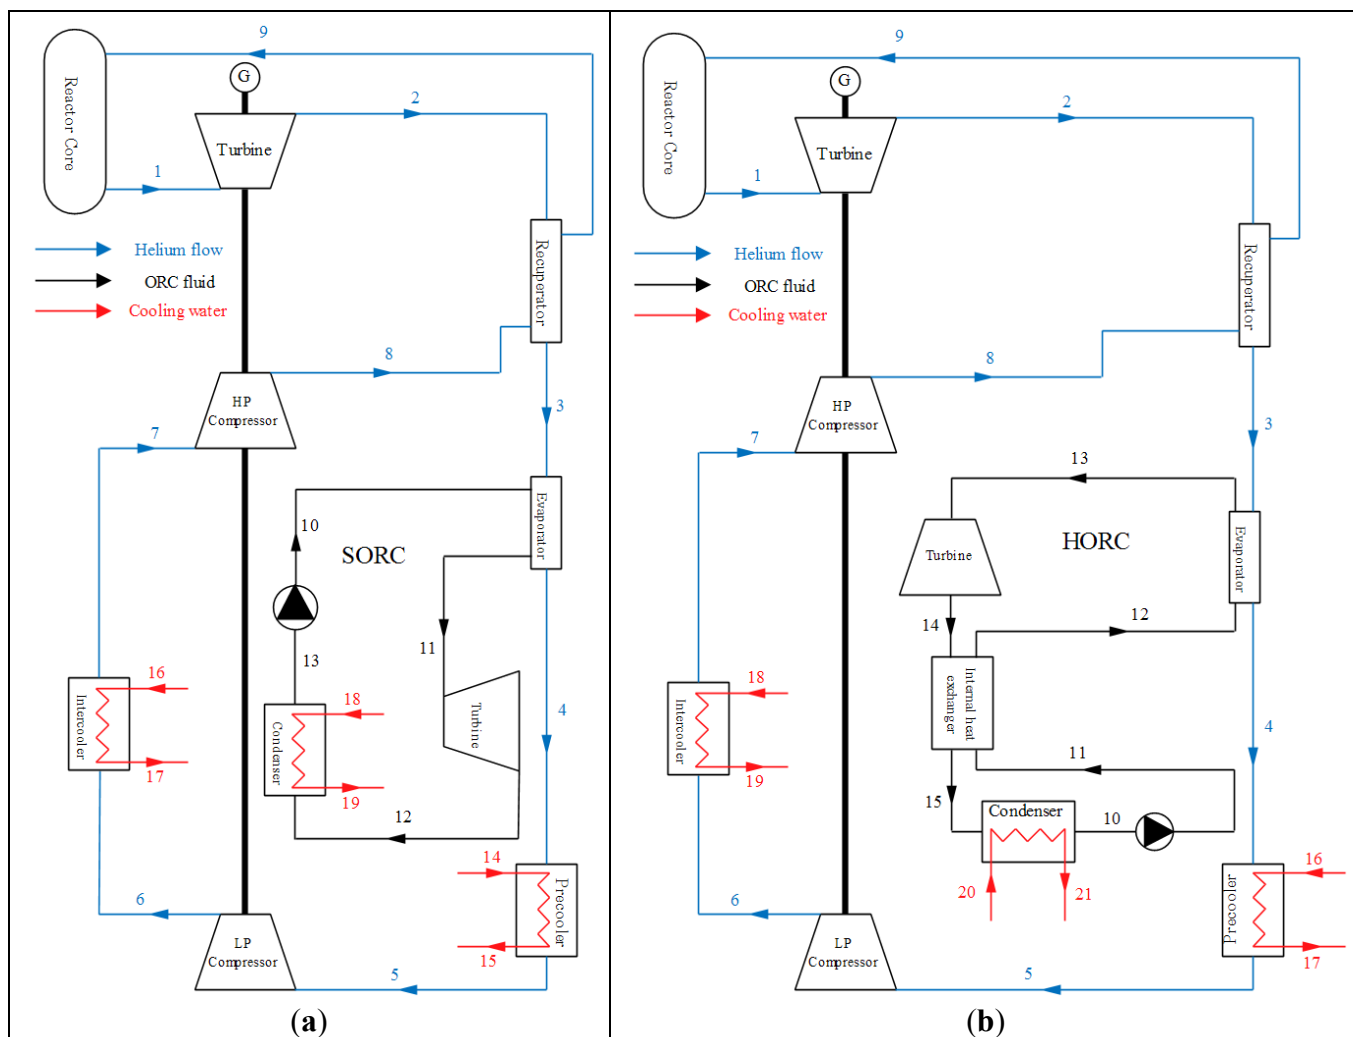 9
G
2
Reactor Core
Turbine
1
Recuperator
Helium flow
ORC fluid
Cooling water
8
HP
Compressor
3
7
Evaporator
10
SORC
11
13
16
18
Intercooler
Condenser
Turbine
4
17
19
12
14
Precooler
6
LP
Compressor
15
5
(a)
9
G
2
Reactor Core
Turbine
1
Recuperator
Helium flow
ORC fluid
Cooling water
8
HP
Compressor
3
7
13
HORC
Turbine
Evaporator
14
12
Internal heat
exchanger
18
Intercooler
19
4
11
15
Condenser
10
16
20
21
Precooler
6
LP
Compressor
17
5
(b)